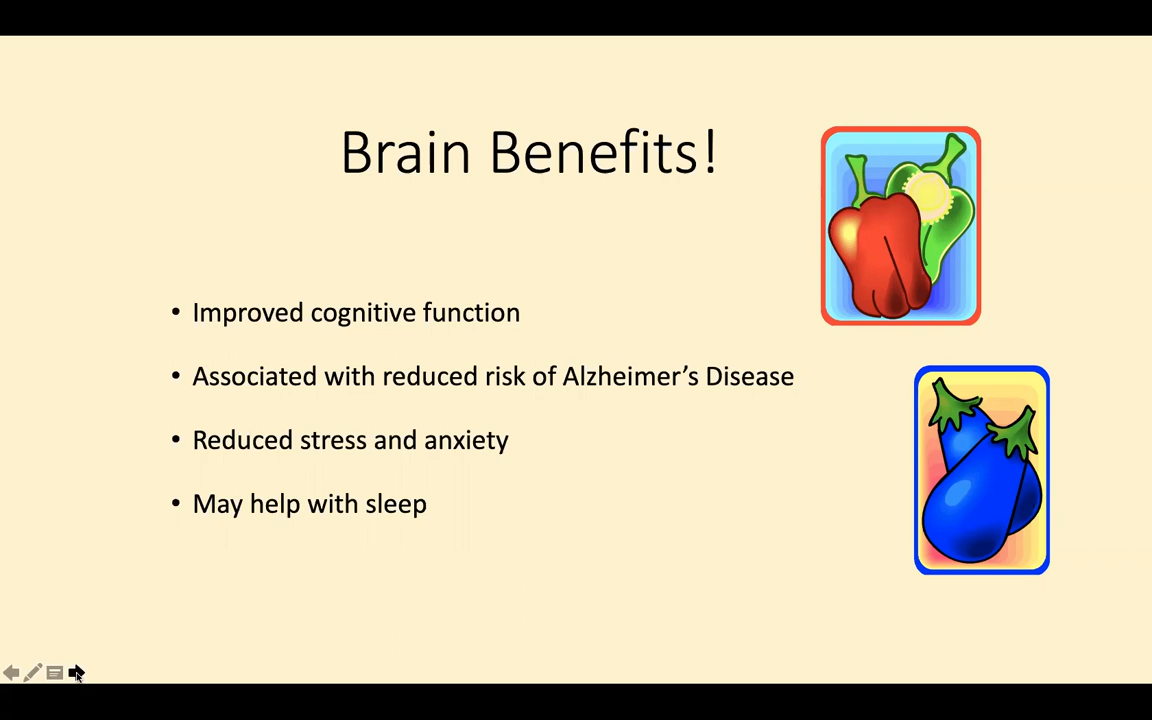 Brain Benefits!
• Improved cognitive function
• Associated with reduced risk of Alzheimer’s Disease
• Reduced stress and anxiety
• May help with sleep